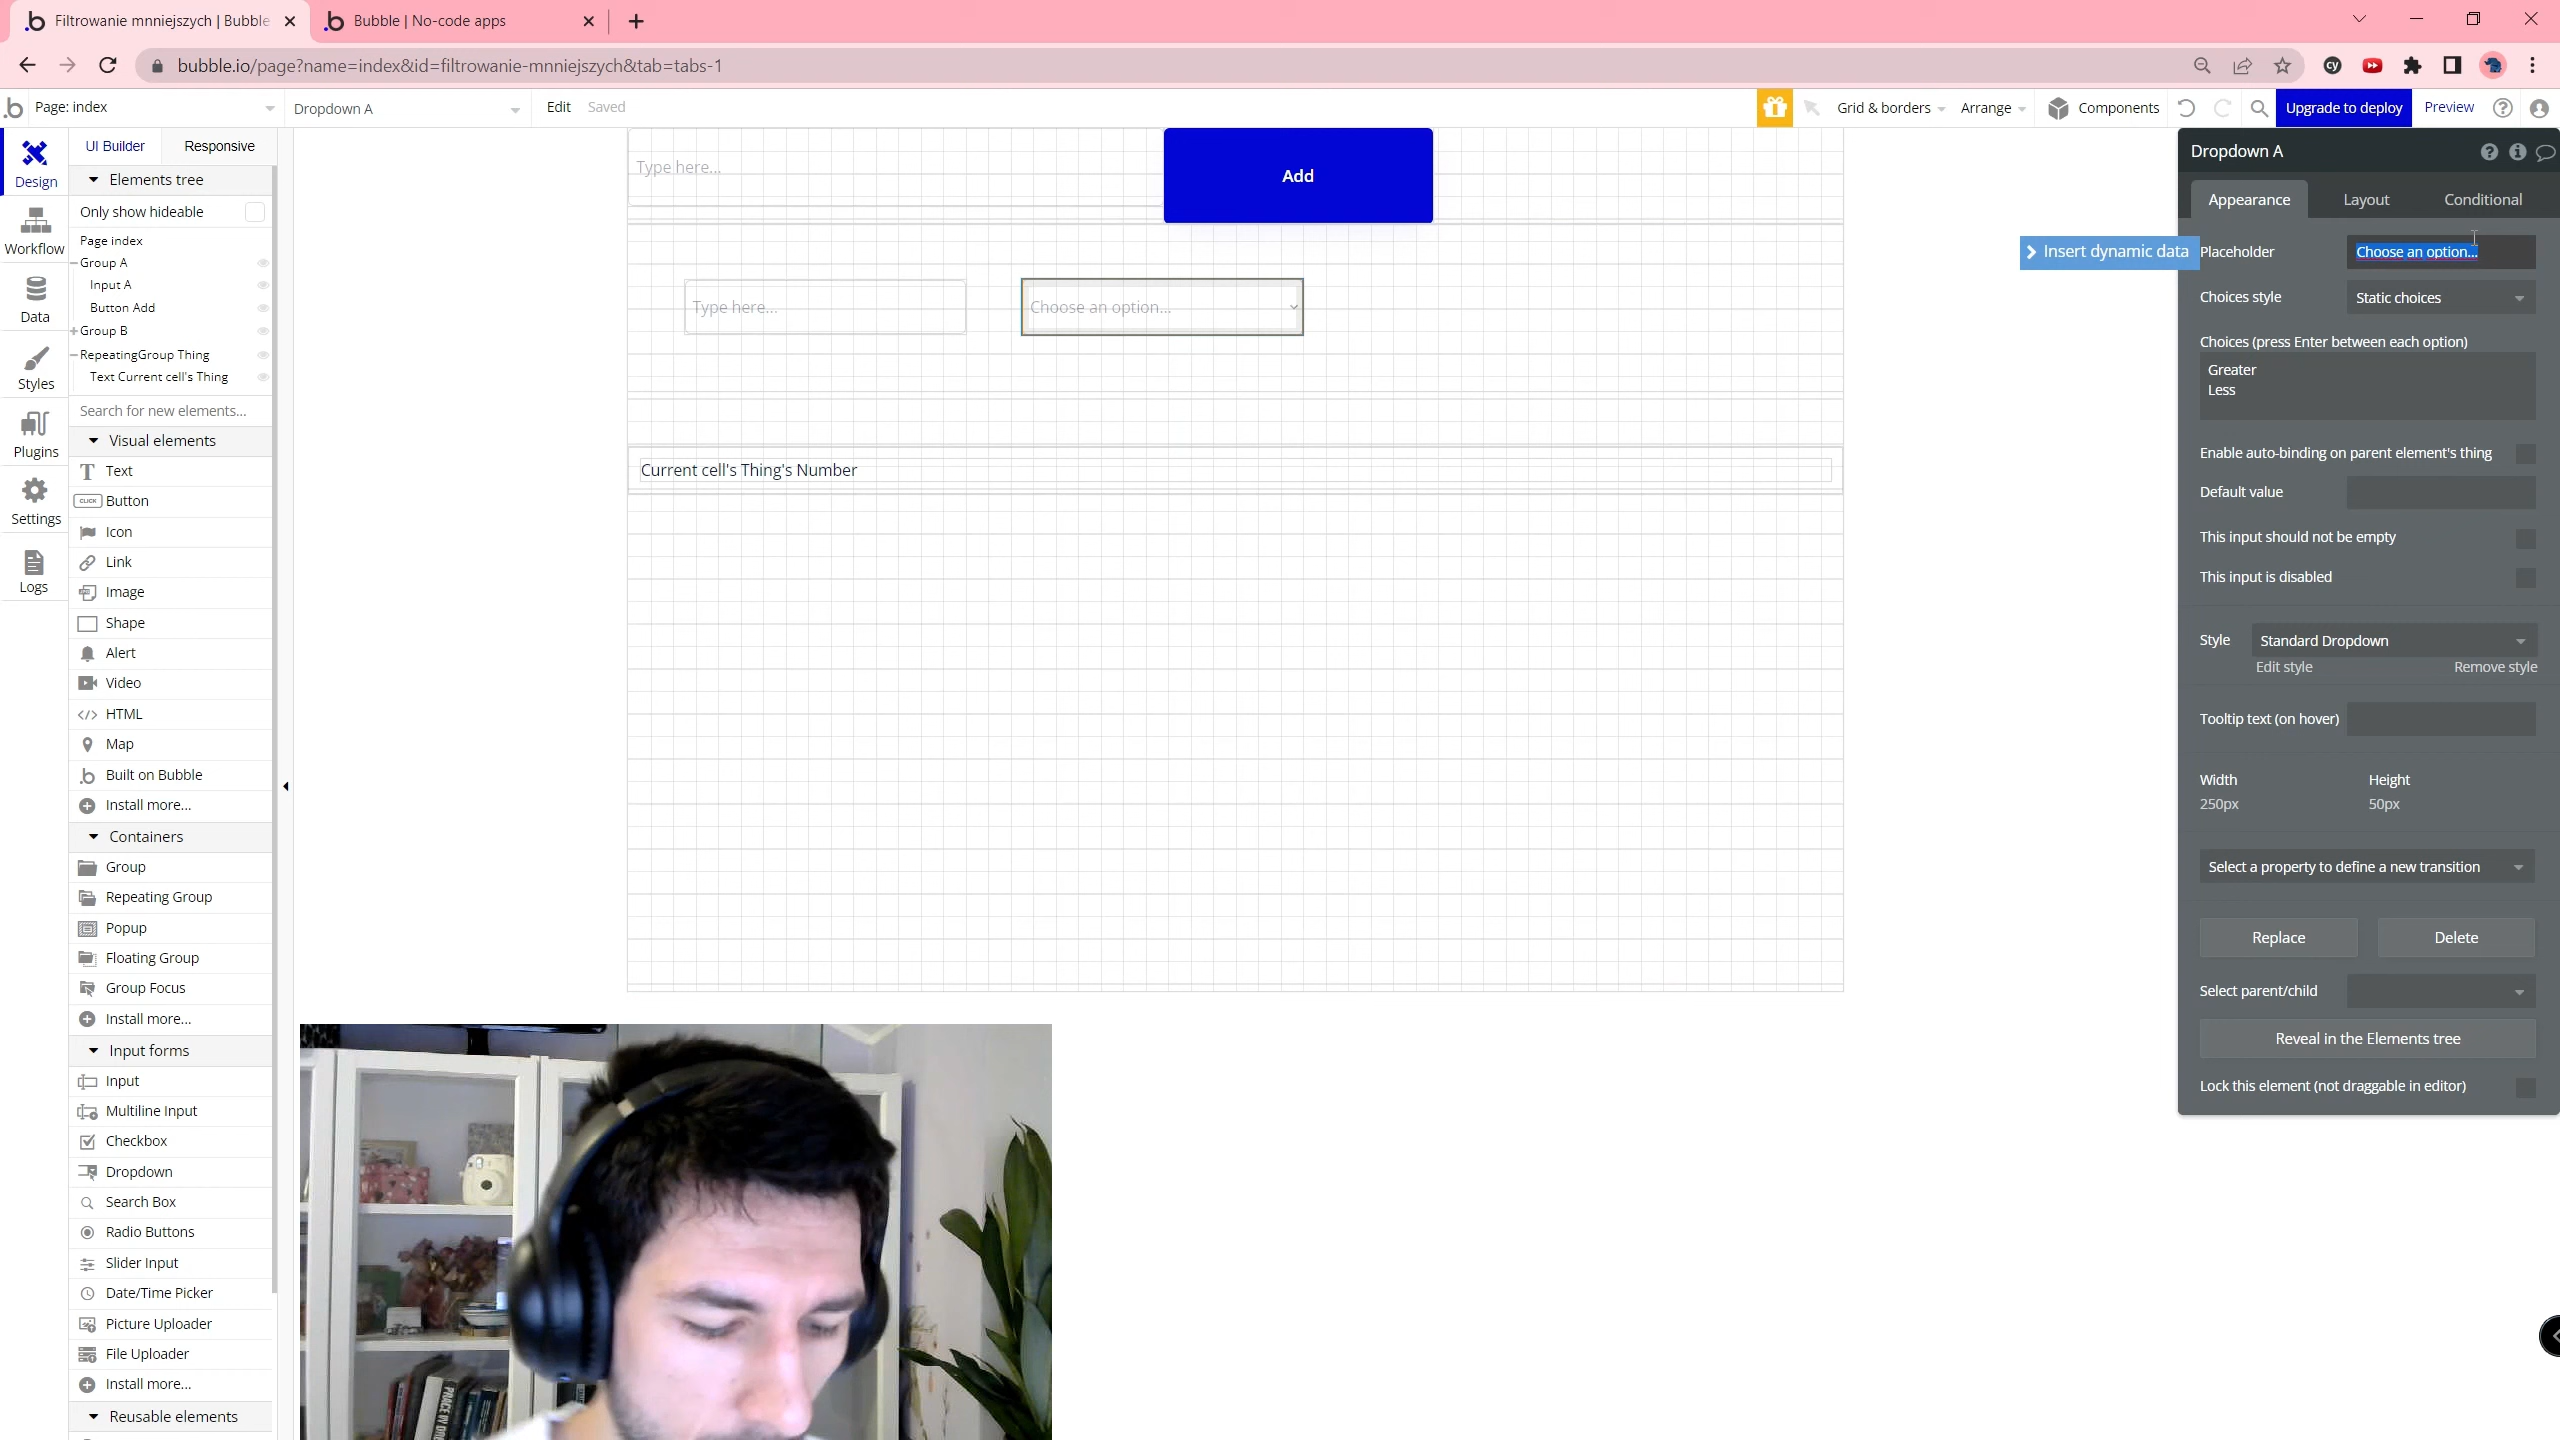 Filtrowanie mnniejszych | Bubble
Bubble | No-code apps
bubble.io/page?name=index&id=filtrowanie-mnniejszych&tab=tabs-1
Page: index
Dropdown A
Edit
Saved
Grid & borders
Arrange
Components
Upgrade to deploy
Preview
Design
Workflow
Data
Styles
Plugins
Settings
Logs
UI Builder
Responsive
Elements tree
Only show hideable
Page index
Group A
Input A
Button Add
Group B
RepeatingGroup Thing
Text Current cell's Thing
Search for new elements...
Visual elements
Text
CLICK
Button
Icon
Link
Image
Shape
Alert
Video
HTML
Map
Built on Bubble
Install more...
Containers
Group
Repeating Group
Popup
Floating Group
Group Focus
Install more...
Input forms
Input
Multiline Input
Checkbox
Dropdown
Search Box
Radio Buttons
Slider Input
Date/Time Picker
Picture Uploader
File Uploader
Install more...
Reusable elements
Type here...
Add
Type here...
Choose an option...
Current cell's Thing's Number
Dropdown A
Appearance
Layout
Conditional
Insert dynamic data
Placeholder
Choose an option...
Choices style
Static choices
Choices (press Enter between each option)
Greater
Less
Enable auto-binding on parent element's thing
Default value
This input should not be empty
This input is disabled
Style
Standard Dropdown
Edit style
Remove style
Tooltip text (on hover)
Width
Height
250px
50px
Select a property to define a new transition
Replace
Delete
Select parent/child
Reveal in the Elements tree
Lock this element (not draggable in editor)